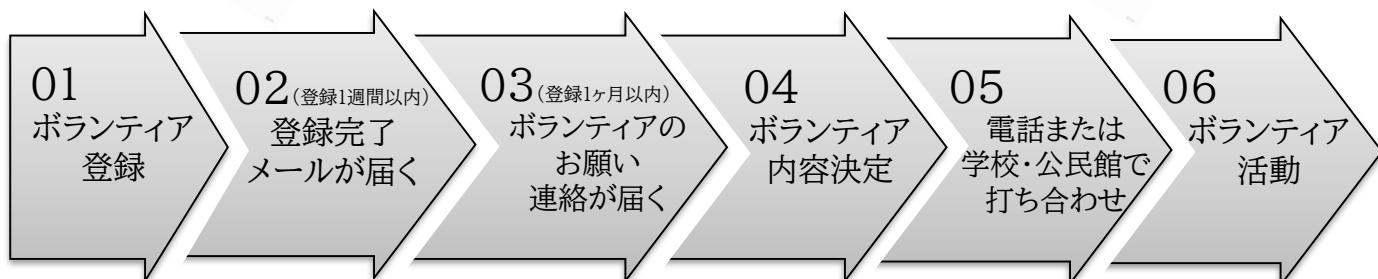 01
ボランティア
登録
02(登録1週間以内)
登録完了
メールが届く
03(登録1ヶ月以内)
ボランティアの
お願い
連絡が届く
04
ボランティア
内容決定
05
電話または
学校・公民館で
打ち合わせ
06
ボランティア
活動